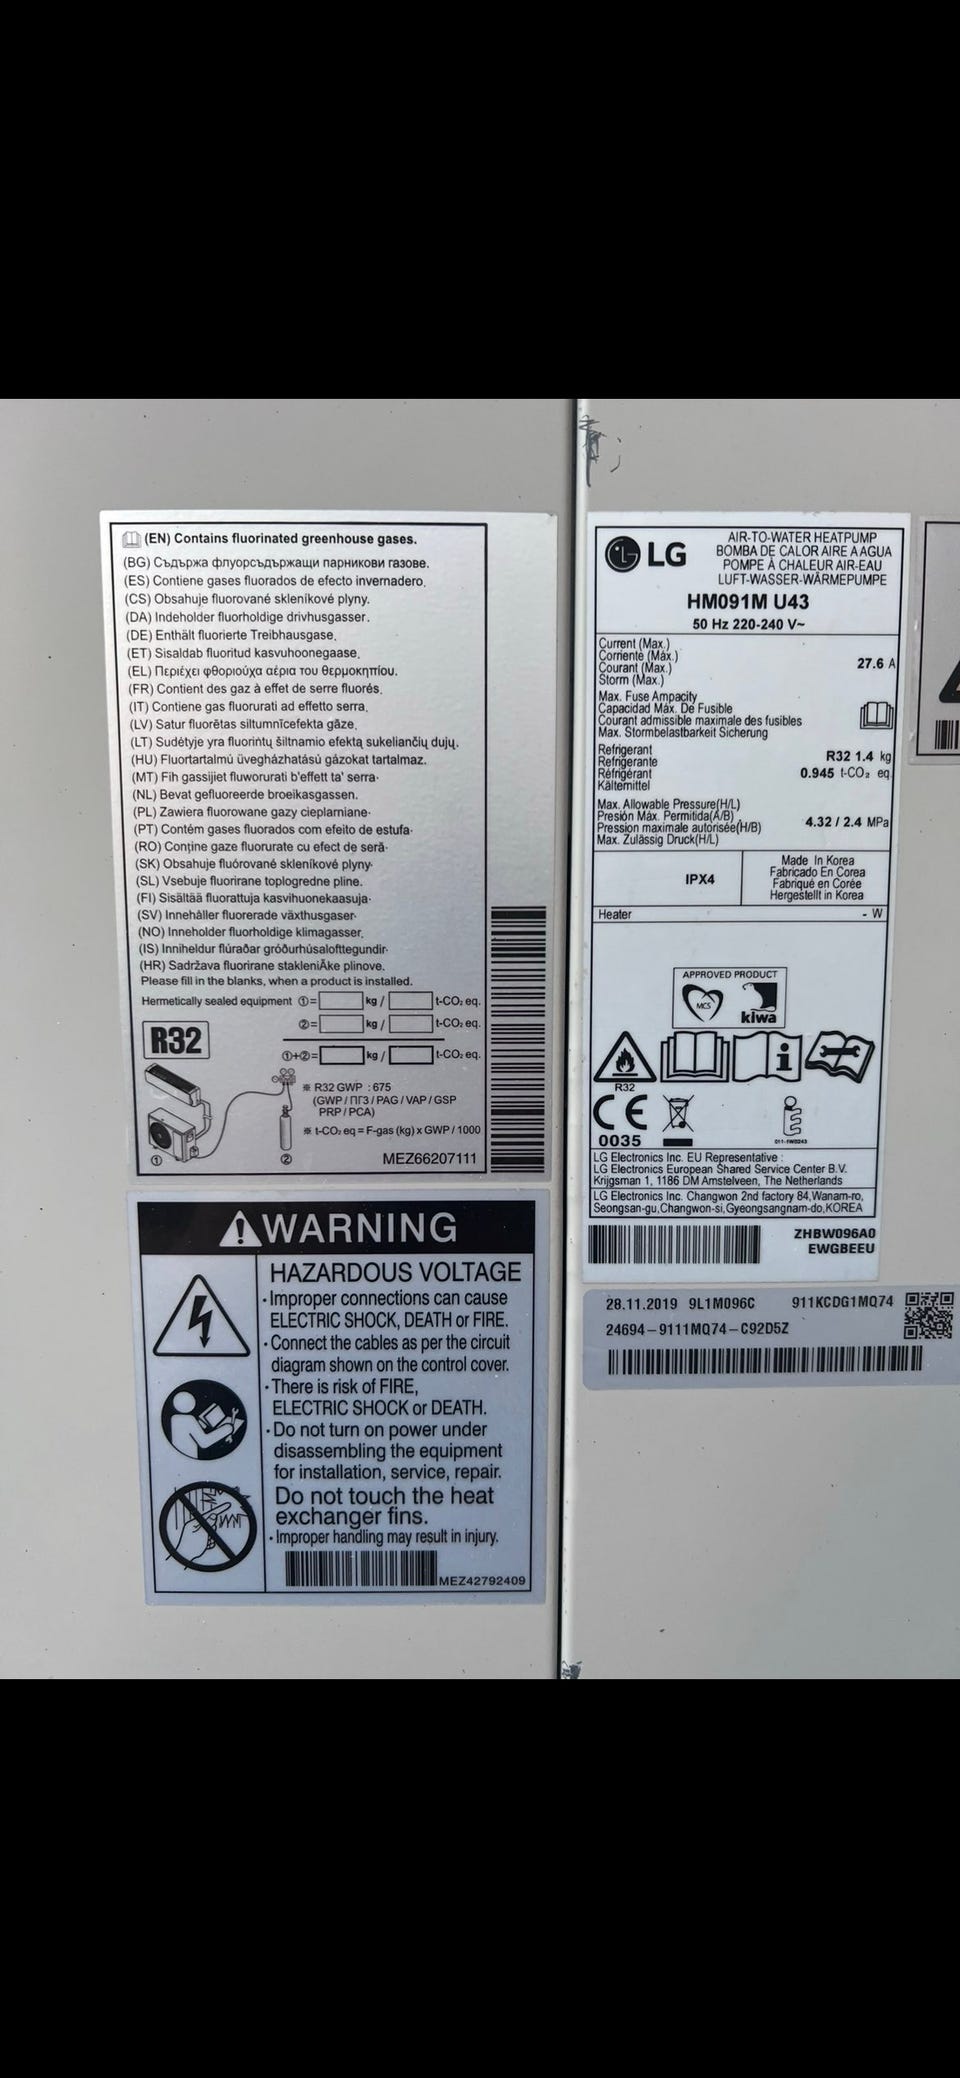 (EN) Contains fluorinated greenhouse gases.
(BG) Съдържа флуорсъдържащи парникови газове.
(ES) Contiene gases fluorados de efecto invernadero.
(CS) Obsahuje fluorované skleníkové plyny.
(DA) Indeholder fluorholdige drivhusgasser.
(DE) Enthält fluorierte Treibhausgase.
(ET) Sisaldab fluoritud kasvuhoonegaase.
(EL) Περιέχει φθοριούχα αέρια του θερμοκηπίου.
(FR) Contient des gaz à effet de serre fluorés.
(IT) Contiene gas fluorurati ad effetto serra.
(LV) Satur fluorētas siltumnīcefekta gāze.
(LT) Sudėtyje yra fluorintų šiltnamio efektą sukeliančių dujų.
(HU) Fluortartalmú üvegházhatású gázokat tartalmaz.
(MT) Fih gassijiet fluworurati b'effett ta' serra.
(NL) Bevat gefluoreerde broeikasgassen.
(PL) Zawiera fluorowane gazy cieplarniane.
(PT) Contém gases fluorados com efeito de estufa.
(RO) Conține gaze fluorurate cu efect de seră.
(SK) Obsahuje fluórované skleníkové plyny.
(SL) Vsebuje fluorirane toplogredne pline.
(FI) Sisältää fluorattuja kasvihuonekaasuja.
(SV) Innehåller fluorerade växthusgaser.
(NO) Inneholder fluorholdige klimagasser.
(IS) Inniheldur flúraðar gróðurhúsalofttegundir.
(HR) Sadržava fluorirane stakleniÄke plinove.
Please fill in the blanks, when a product is installed.
Hermetically sealed equipment ①= kg / t-CO₂ eq.
②= kg / t-CO₂ eq.
R32
①+②= kg / t-CO₂ eq.
※ R32 GWP : 675
(GWP / ПГЗ / PAG / VAP / GSP
PRP / PCA)
※ t-CO₂ eq = F-gas (kg) x GWP / 1000
① ②
MEZ66207111
WARNING
HAZARDOUS VOLTAGE
· Improper connections can cause
ELECTRIC SHOCK, DEATH or FIRE.
· Connect the cables as per the circuit
diagram shown on the control cover.
· There is risk of FIRE,
ELECTRIC SHOCK or DEATH.
· Do not turn on power under
disassembling the equipment
for installation, service, repair.
Do not touch the heat
exchanger fins.
· Improper handling may result in injury.
MEZ42792409
LG
AIR-TO-WATER HEATPUMP
BOMBA DE CALOR AIRE A AGUA
POMPE À CHALEUR AIR-EAU
LUFT-WASSER-WÄRMEPUMPE
HM091M U43
50 Hz 220-240 V~
Current (Max.)
Corriente (Máx.)
Courant (Max.)
Storm (Max.)
27.6 A
Max. Fuse Ampacity
Capacidad Máx. De Fusible
Courant admissible maximale des fusibles
Max. Stormbelastbarkeit Sicherung
Refrigerant
Refrigerante
Réfrigérant
Kältemittel
R32 1.4 kg
0.945 t-CO₂ eq
Max. Allowable Pressure(H/L)
Presión Máx. Permitida(A/B)
Pression maximale autorisée(H/B)
Max. Zulässig Druck(H/L)
4.32 / 2.4 MPa
IPX4
Made In Korea
Fabricado En Corea
Fabriqué en Corée
Hergestellt in Korea
Heater - W
APPROVED PRODUCT
MCS kiwa
R32
CE
0035
011-1W0243
LG Electronics Inc. EU Representative :
LG Electronics European Shared Service Center B.V.
Krijgsman 1, 1186 DM Amstelveen, The Netherlands
LG Electronics Inc. Changwon 2nd factory 84,Wanam-ro,
Seongsan-gu,Changwon-si,Gyeongsangnam-do,KOREA
ZHBW096A0
EWGBEEU
28.11.2019 9L1M096C 911KCDG1MQ74
24694-9111MQ74-C92D5Z